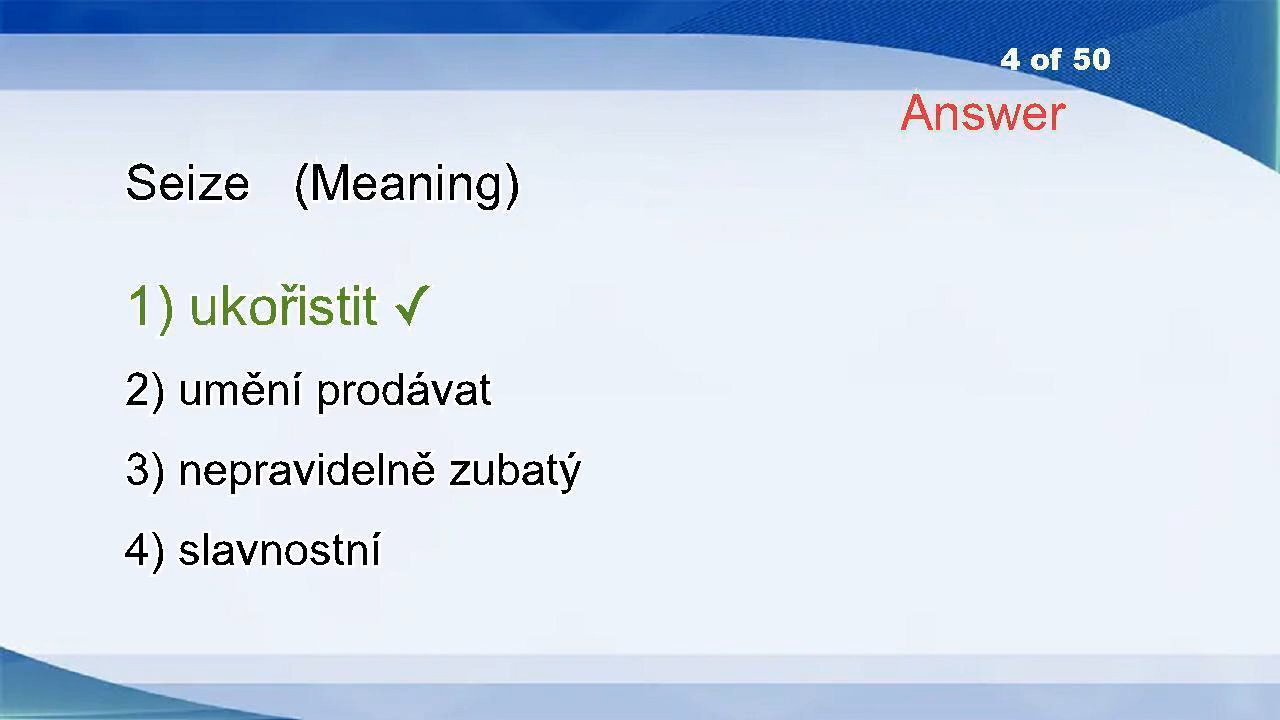 4 of 50
Answer
Seize (Meaning)
1) ukořistit ✓
2) umění prodávat
3) nepravidelně zubatý
4) slavnostní